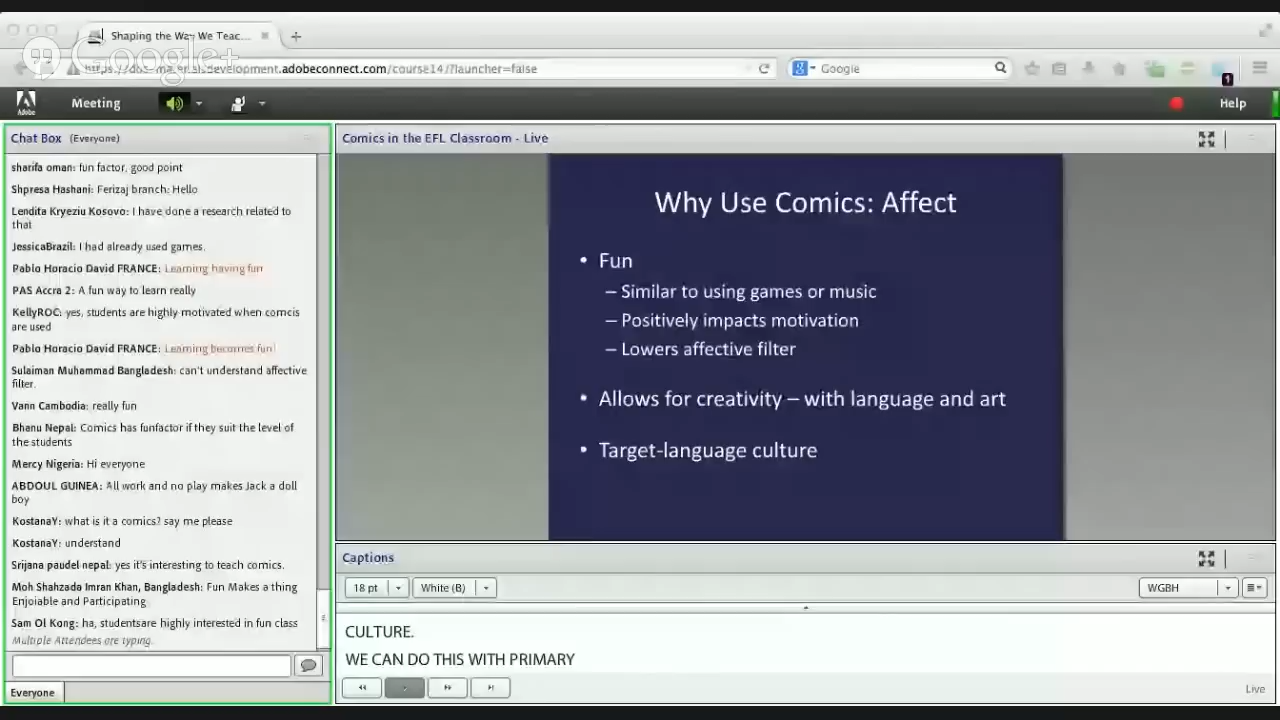 Shaping the Way We Teac...
Google+
adobeconnect.com/course14/?launcher=false
Google
1
Adobe
Meeting
Help
Chat Box (Everyone)
sharifa oman: fun factor, good point
Shpresa Hashani: Ferizaj branch: Hello
Lendita Kryeziu Kosovo: I have done a research related to
that
JessicaBrazil: I had already used games.
Pablo Horacio David FRANCE: Learning having fun
PAS Accra 2: A fun way to learn really
KellyROC: yes, students are highly motivated when comcis
are used
Pablo Horacio David FRANCE: Learning becomes fun!
Sulaiman Muhammad Bangladesh: can't understand affective
filter.
Vann Cambodia: really fun
Bhanu Nepal: Comics has funfactor if they suit the level of
the students
Mercy Nigeria: Hi everyone
ABDOUL GUINEA: All work and no play makes Jack a doll
boy
KostanaY: what is it a comics? say me please
KostanaY: understand
Srijana paudel nepal: yes it's interesting to teach comics.
Moh Shahzada Imran Khan, Bangladesh: Fun Makes a thing
Enjoiable and Participating
Sam Ol Kong: ha, studentsare highly interested in fun class
Multiple Attendees are typing.
Everyone
Comics in the EFL Classroom - Live
Why Use Comics: Affect
• Fun
– Similar to using games or music
– Positively impacts motivation
– Lowers affective filter
• Allows for creativity – with language and art
• Target-language culture
Captions
18 pt
White (B)
WGBH
CULTURE.
WE CAN DO THIS WITH PRIMARY
Live